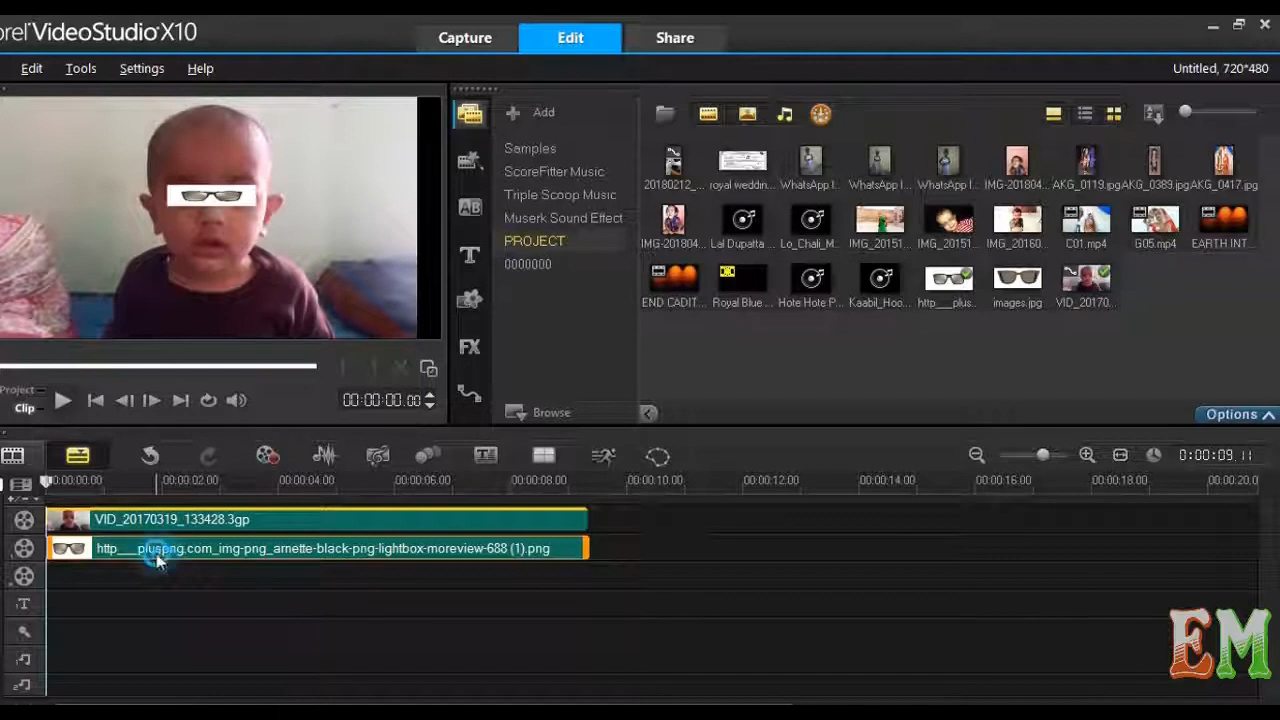 orel VideoStudio X10
Capture
Edit
Share
Edit
Tools
Settings
Help
Untitled, 720*480
Add
Samples
ScoreFitter Music
Triple Scoop Music
Muserk Sound Effect
PROJECT
0000000
Browse
20180212_...
royal weddin...
WhatsApp I...
WhatsApp I...
WhatsApp I...
IMG-201804...
AKG_0119.jpg
AKG_0389.jpg
AKG_0417.jpg
IMG-201804...
Lal Dupatta ...
Lo_Chali_M...
IMG_20151...
IMG_20151...
IMG_20160...
C01.mp4
G05.mp4
EARTH INT...
END CADIT...
Royal Blue ...
Hote Hote P...
Kaabil_Hoo...
http___plus...
images.jpg
VID_20170...
Options
Project
Clip
00:00:00.00
0:00:09.11
00:00:00.00
00:00:02.00
00:00:04.00
00:00:06.00
00:00:08.00
00:00:10.00
00:00:12.00
00:00:14.00
00:00:16.00
00:00:18.00
00:00:20.0
VID_20170319_133428.3gp
http___pluspng.com_img-png_arnette-black-png-lightbox-moreview-688 (1).png
EM